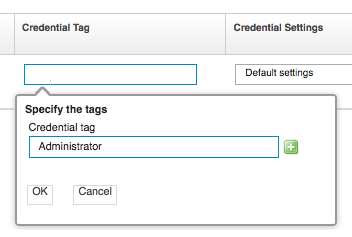 Credential Tag
Credential Settings
Default settings
Specify the tags
Credential tag
Administrator
OK
Cancel